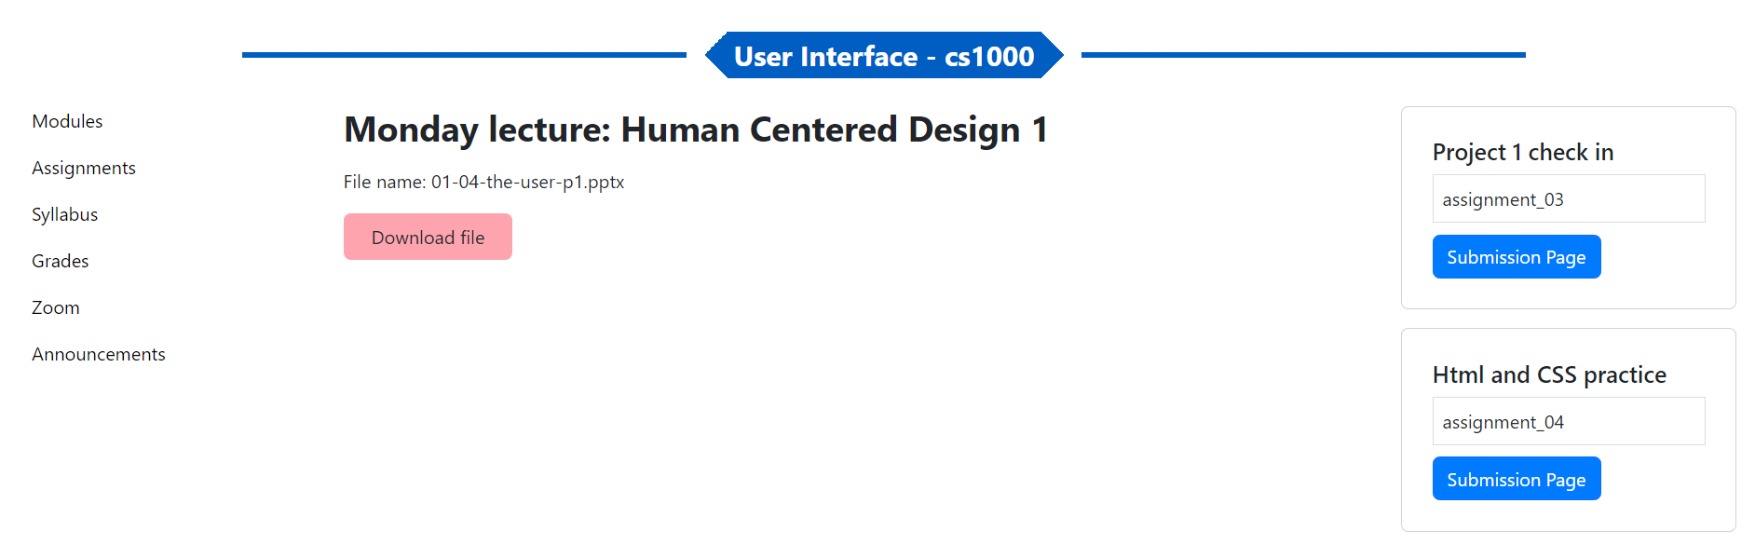 User Interface - cs1000
Modules
Assignments
Syllabus
Grades
Zoom
Announcements
Monday lecture: Human Centered Design 1
File name: 01-04-the-user-p1.pptx
Download file
Project 1 check in
assignment_03
Submission Page
Html and CSS practice
assignment_04
Submission Page